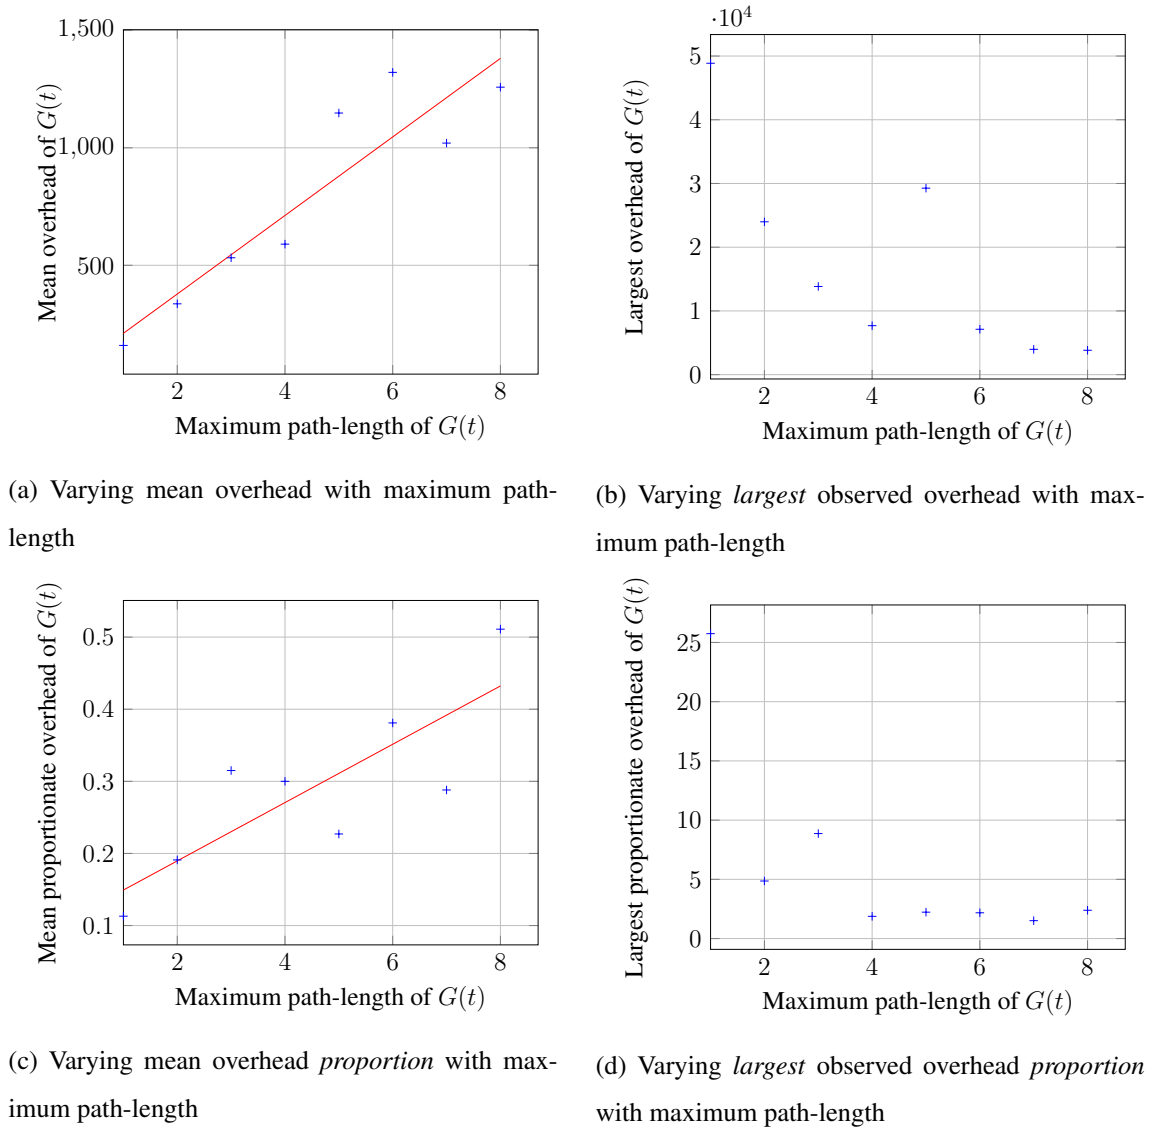 1,500
1,000
500
2 4 6 8
Mean overhead of G(t)
Maximum path-length of G(t)
(a) Varying mean overhead with maximum path-
length
·10⁴
5
4
3
2
1
0
2 4 6 8
Largest overhead of G(t)
Maximum path-length of G(t)
(b) Varying largest observed overhead with max-
imum path-length
0.5
0.4
0.3
0.2
0.1
2 4 6 8
Mean proportionate overhead of G(t)
Maximum path-length of G(t)
(c) Varying mean overhead proportion with max-
imum path-length
25
20
15
10
5
0
2 4 6 8
Largest proportionate overhead of G(t)
Maximum path-length of G(t)
(d) Varying largest observed overhead proportion
with maximum path-length